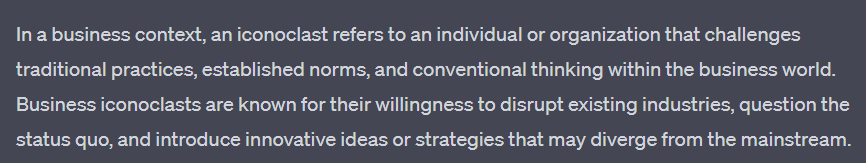 In a business context, an iconoclast refers to an individual or organization that challenges
traditional practices, established norms, and conventional thinking within the business world.
Business iconoclasts are known for their willingness to disrupt existing industries, question the
status quo, and introduce innovative ideas or strategies that may diverge from the mainstream.